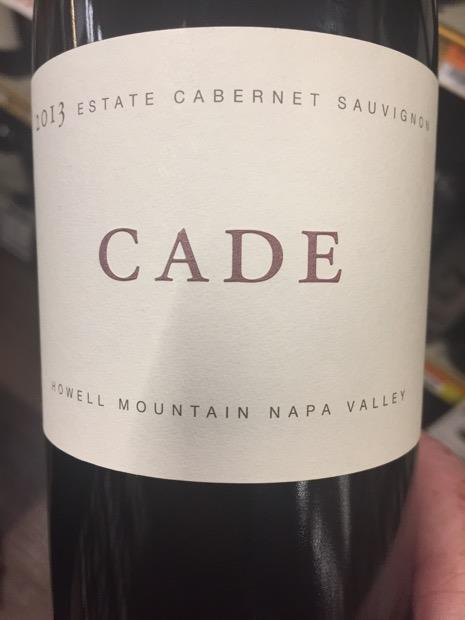 2013 ESTATE CABERNET SAUVIGNON
CADE
HOWELL MOUNTAIN NAPA VALLEY